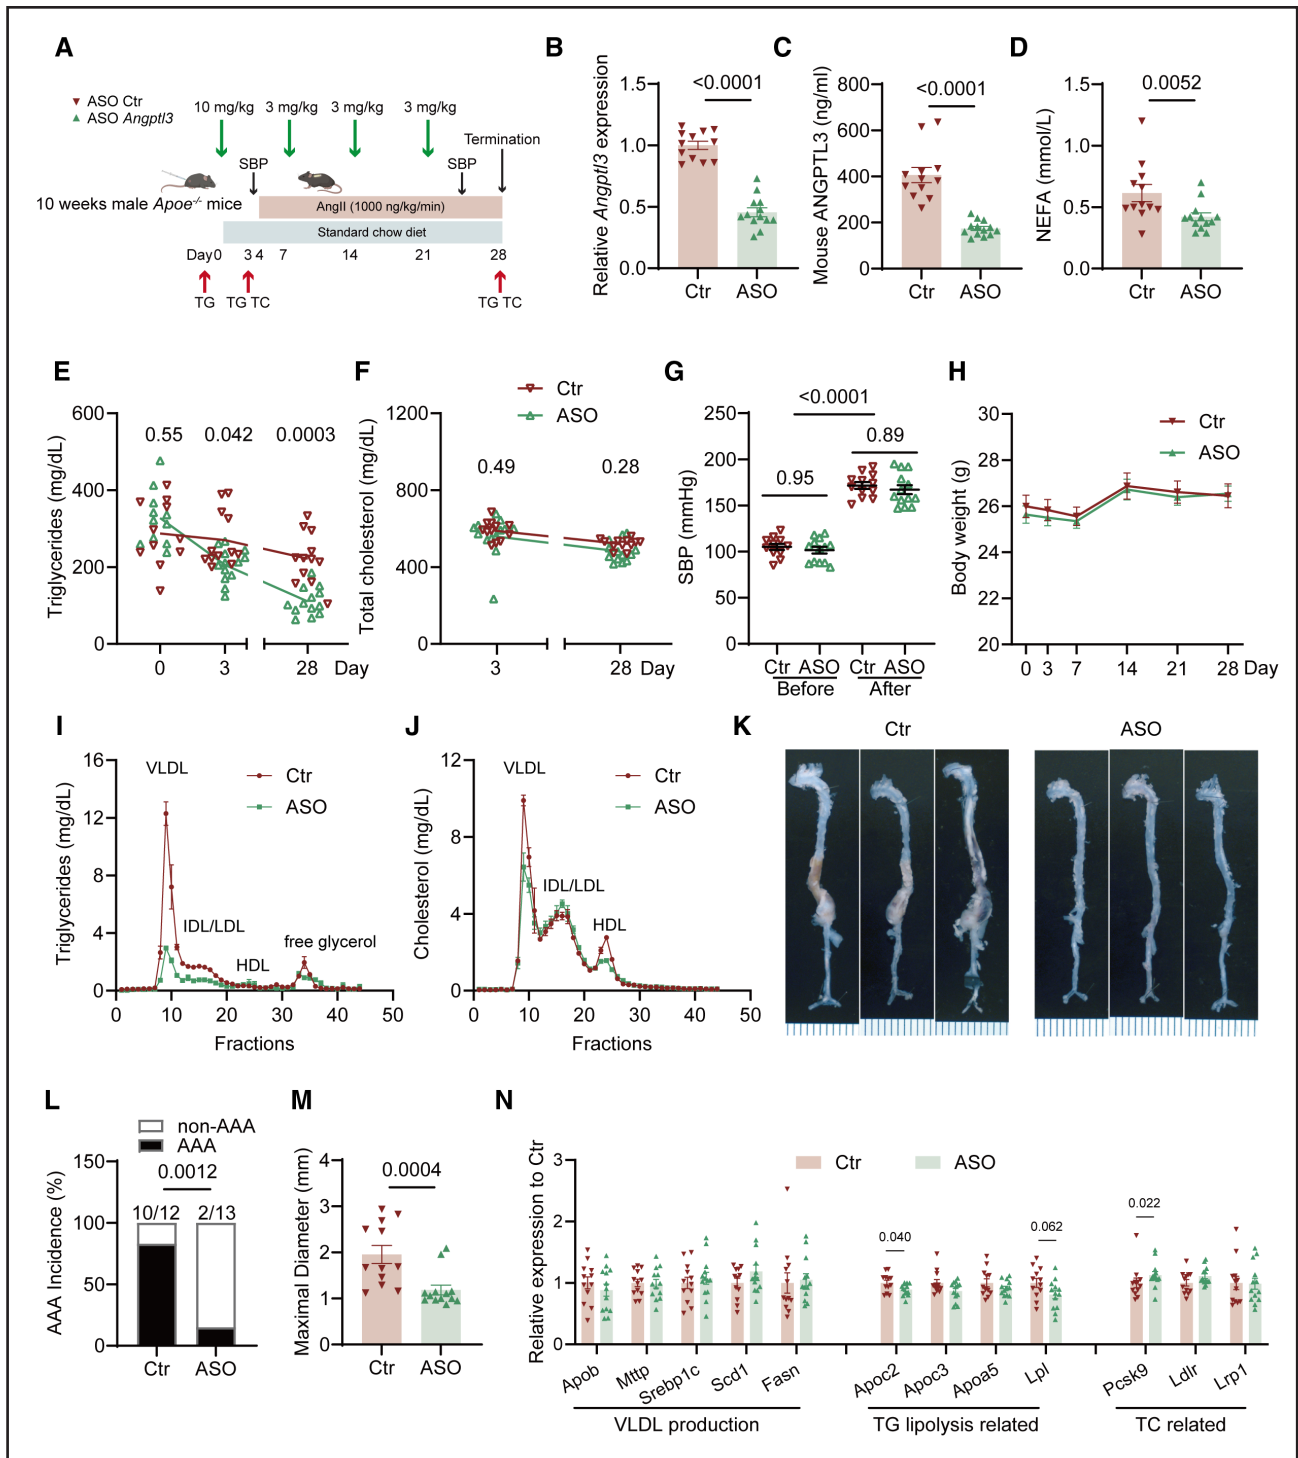 A
ASO Ctr
ASO Angptl3
10 mg/kg 3 mg/kg 3 mg/kg 3 mg/kg
Termination
SBP SBP
10 weeks male Apoe-/- mice
AngII (1000 ng/kg/min)
Standard chow diet
Day 0 3 4 7 14 21 28
TG TG TC TG TC
B
Relative Angptl3 expression
<0.0001
1.5
1.0
0.5
0.0
Ctr ASO
C
Mouse ANGPTL3 (ng/ml)
<0.0001
800
600
400
200
0
Ctr ASO
D
NEFA (mmol/L)
0.0052
1.5
1.0
0.5
0.0
Ctr ASO
E
Triglycerides (mg/dL)
600
400
200
0
0.55 0.042 0.0003
0 3 28 Day
F
Ctr
ASO
Total cholesterol (mg/dL)
1200
800
400
0
0.49 0.28
3 28 Day
G
SBP (mmHg)
<0.0001
0.89
0.95
250
200
150
100
50
0
Ctr ASO Ctr ASO
Before After
H
Body weight (g)
Ctr
ASO
30
28
26
24
22
20
0 3 7 14 21 28 Day
I
Triglycerides (mg/dL)
16
12
8
4
0
VLDL
Ctr
ASO
IDL/LDL
HDL
free glycerol
0 10 20 30 40 50
Fractions
J
Cholesterol (mg/dL)
12
8
4
0
VLDL
Ctr
ASO
IDL/LDL
HDL
0 10 20 30 40 50
Fractions
K
Ctr ASO
L
non-AAA
AAA
AAA Incidence (%)
150
100
50
0
0.0012
10/12 2/13
Ctr ASO
M
Maximal Diameter (mm)
4
3
2
1
0
0.0004
Ctr ASO
N
Relative expression to Ctr
3
2
1
0
Ctr ASO
0.040 0.062 0.022
Apob Mttp Srebp1c Scd1 Fasn Apoc2 Apoc3 Apoa5 Lpl Pcsk9 Ldlr Lrp1
VLDL production TG lipolysis related TC related